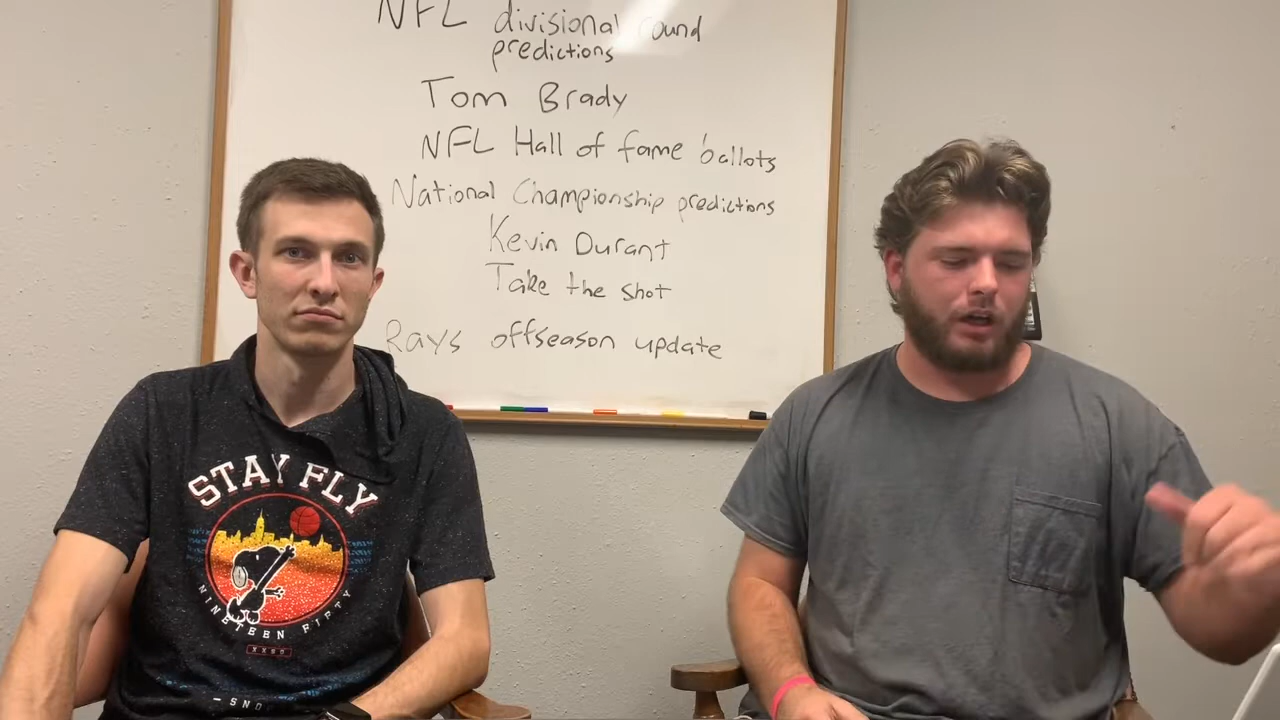 NFL divisional round
predictions
Tom Brady
NFL Hall of fame ballots
National Championship predictions
Kevin Durant
Take the shot
Rays offseason update
STAY FLY
NINETEEN FIFTY